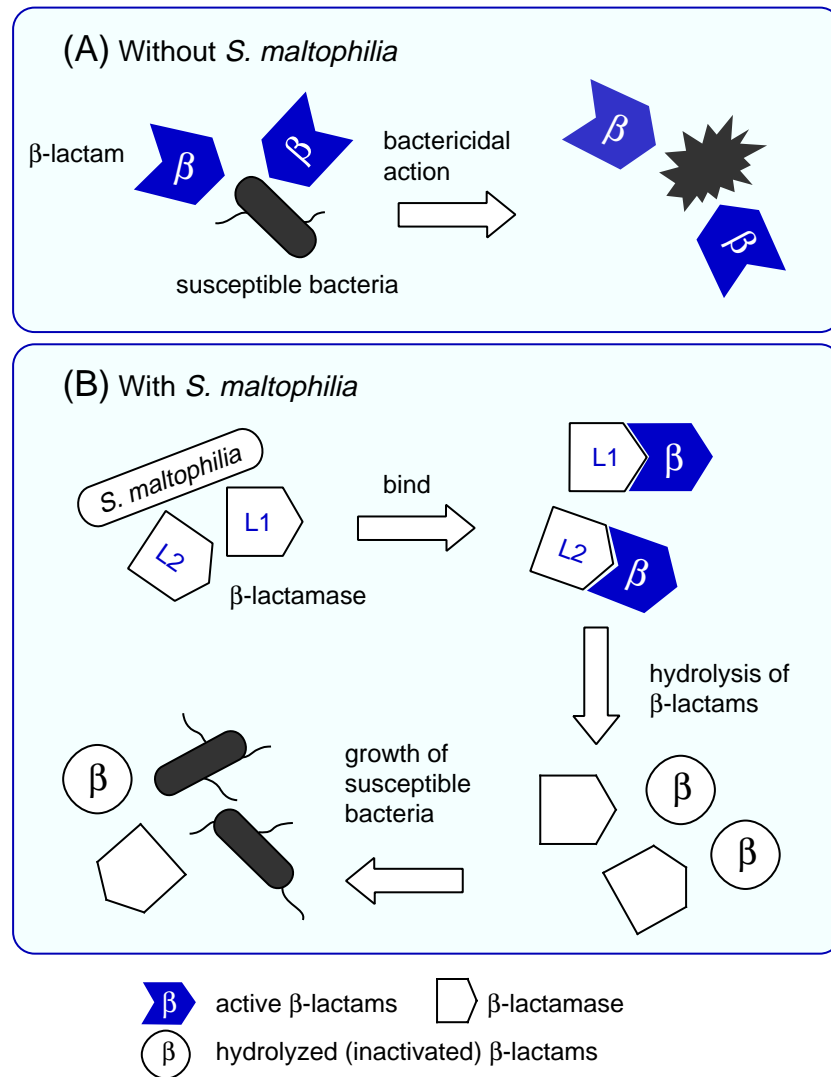 (A) Without S. maltophilia
β-lactam
β
β
bactericidal
action
β
β
susceptible bacteria
(B) With S. maltophilia
S. maltophilia
L1
L2
β-lactamase
bind
L1
β
L2
β
hydrolysis of
β-lactams
β
β
growth of
susceptible
bacteria
β
β active β-lactams
β-lactamase
β hydrolyzed (inactivated) β-lactams